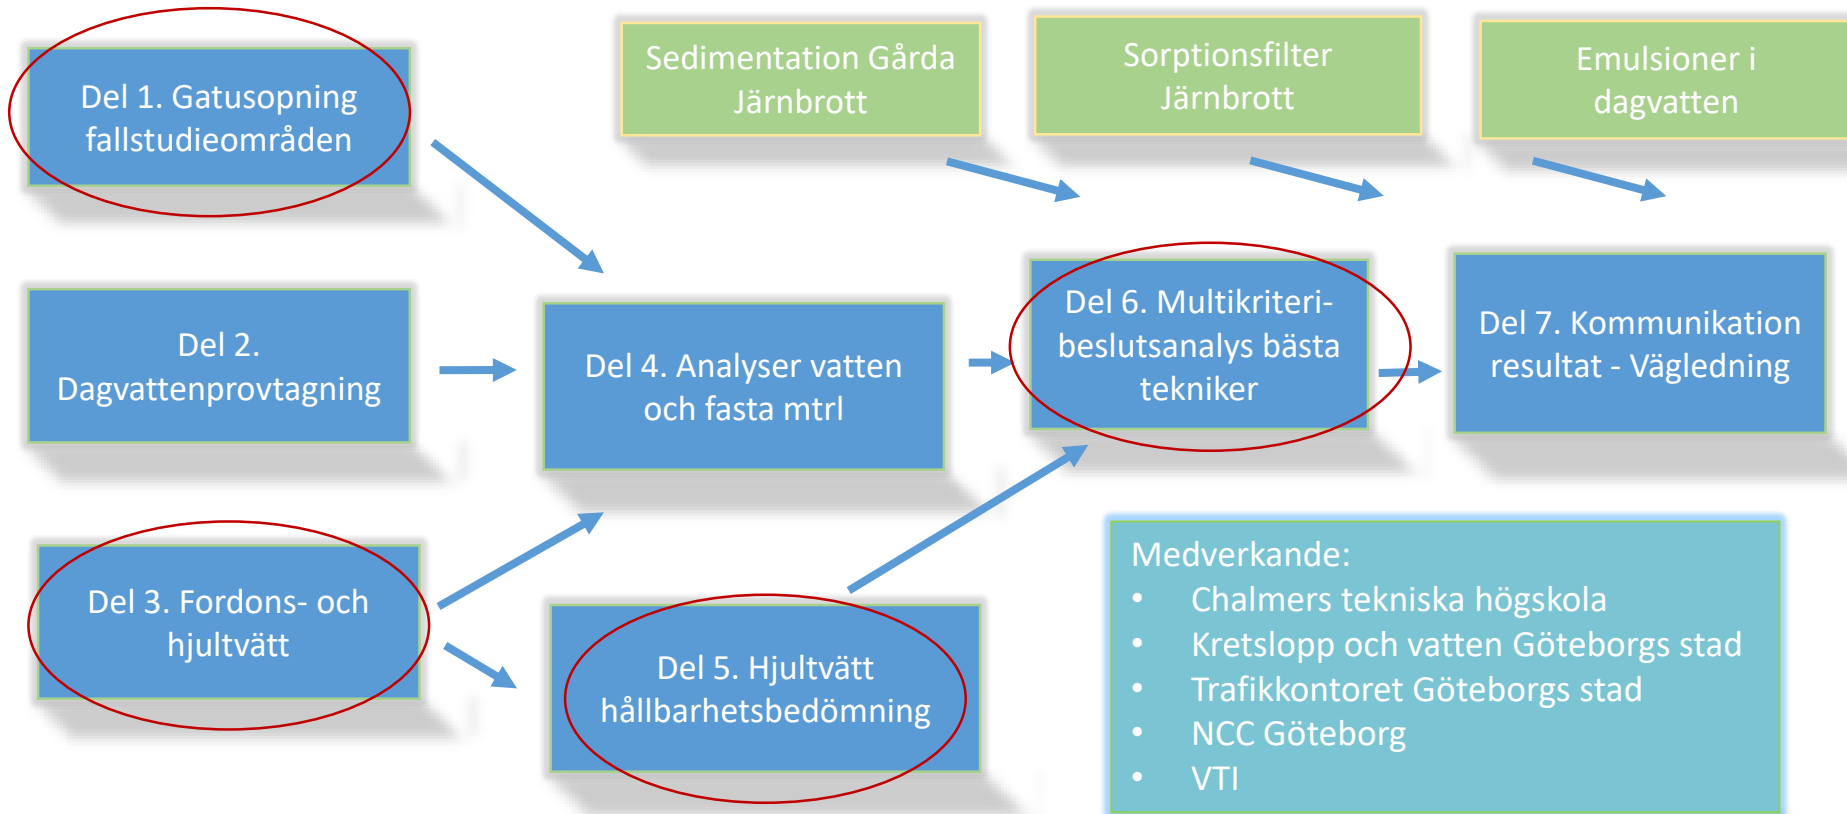 Del 1. Gatusopning
fallstudieområden
Sedimentation Gårda
Järnbrott
Sorptionsfilter
Järnbrott
Emulsioner i
dagvatten
Del 2.
Dagvattenprovtagning
Del 4. Analyser vatten
och fasta mtrl
Del 6. Multikriteri-
beslutsanalys bästa
tekniker
Del 7. Kommunikation
resultat - Vägledning
Del 3. Fordons- och
hjultvätt
Del 5. Hjultvätt
hållbarhetsbedömning
Medverkande:
• Chalmers tekniska högskola
• Kretslopp och vatten Göteborgs stad
• Trafikkontoret Göteborgs stad
• NCC Göteborg
• VTI